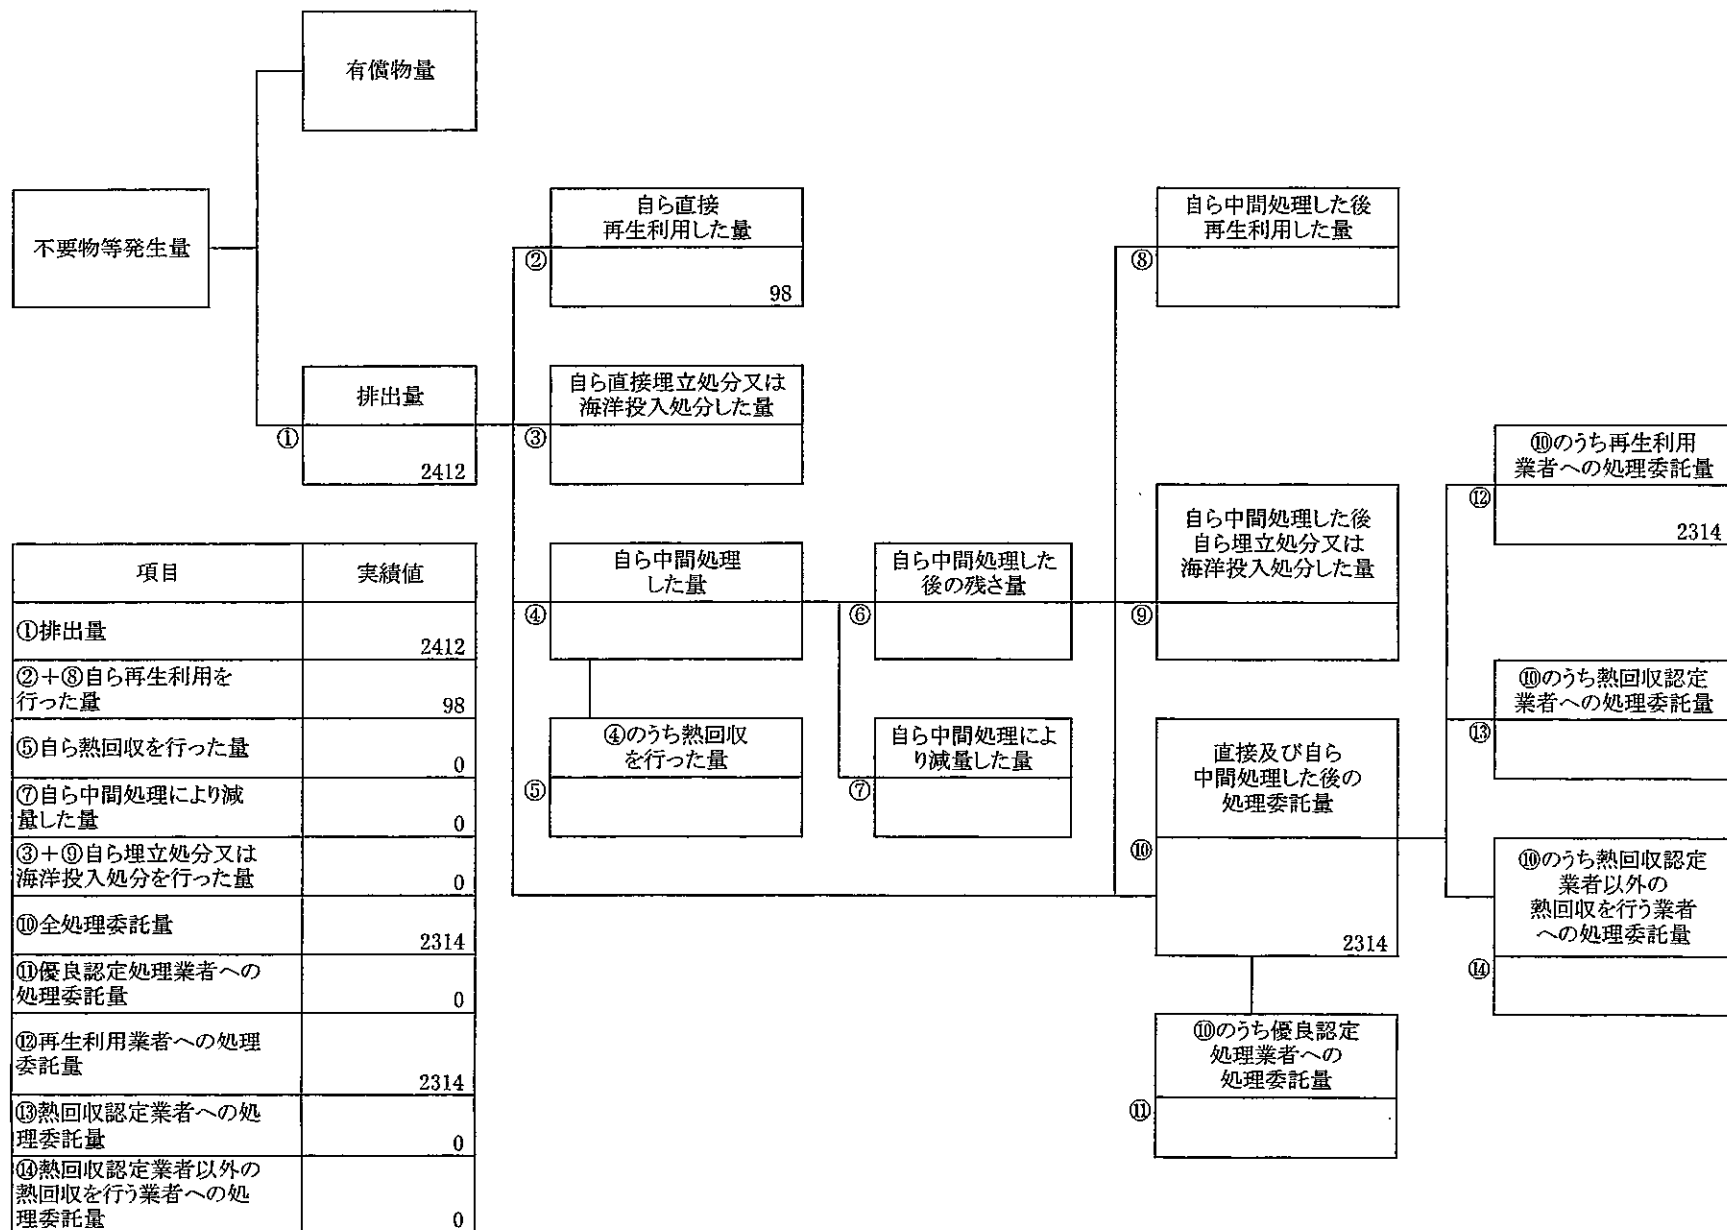 有償物量
不要物等発生量
自ら直接
再生利用した量
②
98
自ら中間処理した後
再生利用した量
⑧
排出量
①
2412
自ら直接埋立処分又は
海洋投入処分した量
③
⑩のうち再生利用
業者への処理委託量
⑫
2314
自ら中間処理
した量
④
自ら中間処理した
後の残さ量
⑥
自ら中間処理した後
自ら埋立処分又は
海洋投入処分した量
⑨
④のうち熱回収
を行った量
⑤
自ら中間処理によ
り減量した量
⑦
直接及び自ら
中間処理した後の
処理委託量
⑩
2314
⑩のうち熱回収認定
業者への処理委託量
⑬
⑩のうち熱回収認定
業者以外の
熱回収を行う業者
への処理委託量
⑭
⑩のうち優良認定
処理業者への
処理委託量
⑪
項目 実績値
①排出量
2412
②+⑧自ら再生利用を
行った量 98
⑤自ら熱回収を行った量
0
⑦自ら中間処理により減
量した量 0
③+⑨自ら埋立処分又は
海洋投入処分を行った量 0
⑩全処理委託量
2314
⑪優良認定処理業者への
処理委託量 0
⑫再生利用業者への処理
委託量
2314
⑬熱回収認定業者への処
理委託量 0
⑭熱回収認定業者以外の
熱回収を行う業者への処
理委託量 0